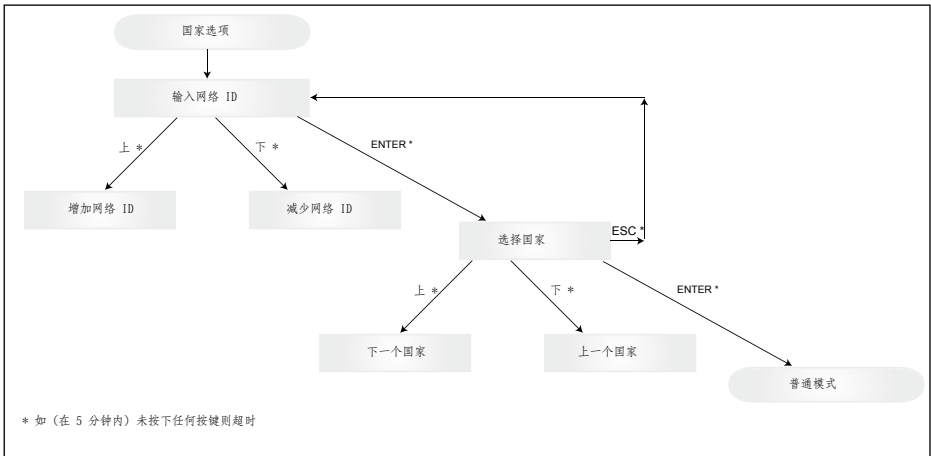 国家选项
输入网络 ID
上 *
下 *
ENTER *
增加网络 ID
减少网络 ID
选择国家
ESC *
上 *
下 *
ENTER *
下一个国家
上一个国家
普通模式
* 如（在 5 分钟内）未按下任何按键则超时